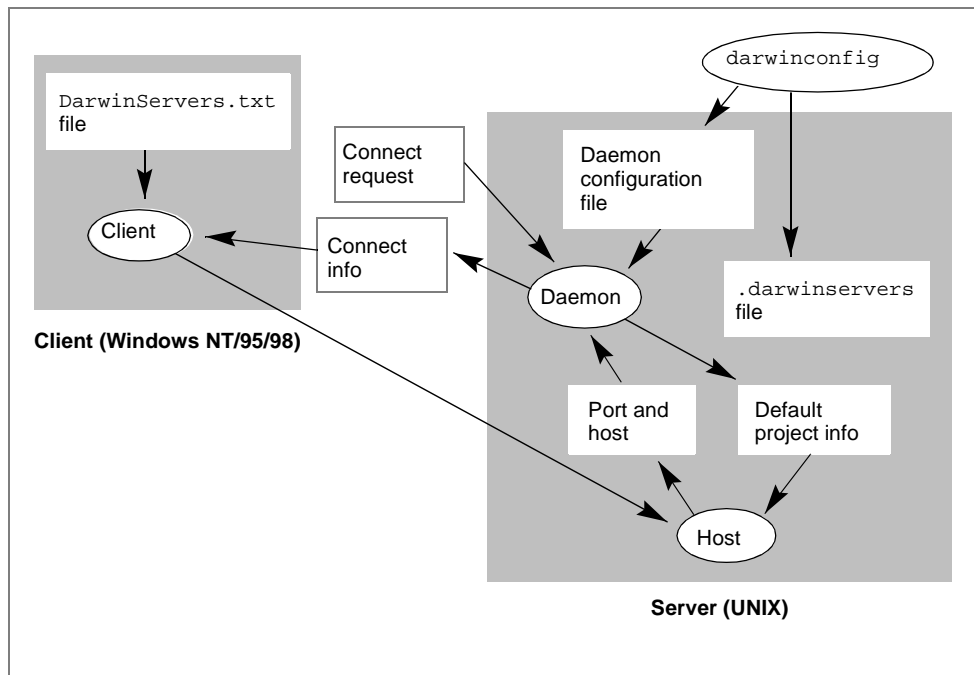 darwinconfig
DarwinServers.txt
file
Connect
request
Daemon
configuration
file
Client
Connect
info
Daemon
.darwinservers
file
Client (Windows NT/95/98)
Port and
host
Default
project info
Host
Server (UNIX)